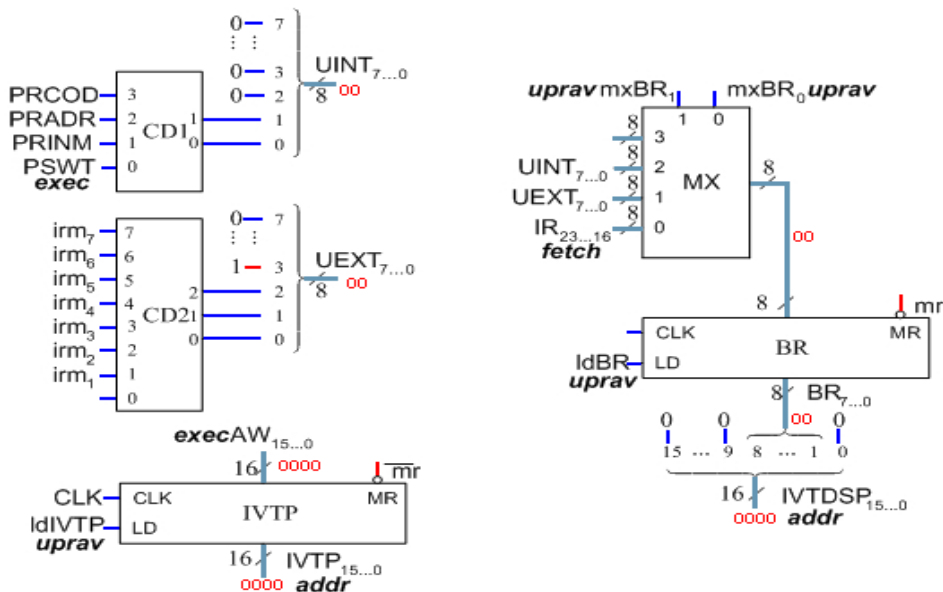 0 7
⋮ ⋮
0 3
0 2
UINT7...0
8 00
PRCOD 3
PRADR 2
PRINM 1
PSWT 0
exec
CD1
1 1
0 0
irm7 7
irm6 6
irm5 5
irm4 4
irm3 3
irm2 2
irm1 1
0
CD2
2 2
1 1
0 0
0 7
⋮ ⋮
1 3
UEXT7...0
8 00
execAW15...0
16 0000
mr
CLK CLK MR
IVTP
ldIVTP LD
uprav
16 IVTP15...0
0000 addr
uprav mxBR1 mxBR0 uprav
1 0
8 3
UINT7...0 8 2
UEXT7...0 8 1
IR23...16 8 0
fetch
MX
8
00
8
mr
CLK MR
BR
ldBR LD
uprav
8 BR7...0
00
0 0 0
15 ... 9 8 ... 1 0
16 IVTDSP15...0
0000 addr